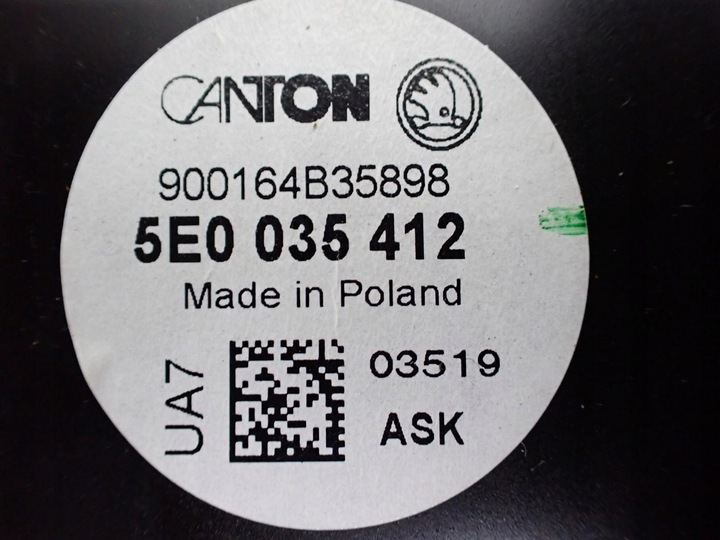 CANTON
900164B35898
5E0 035 412
Made in Poland
UA7
03519
ASK